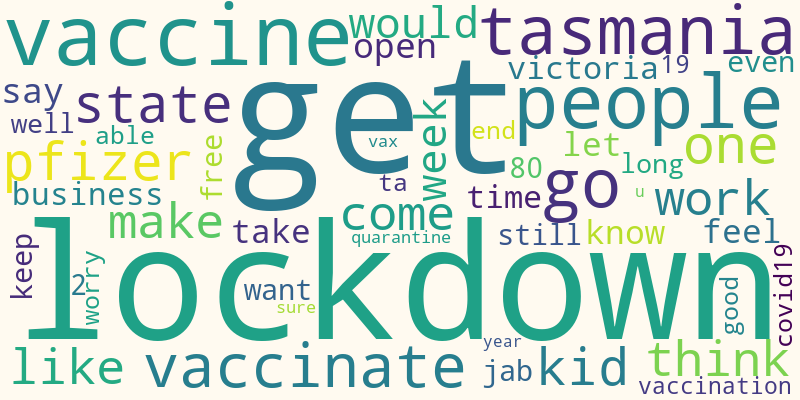 vaccine
would
tasmania
open
victoria
19
even
say
state
get
people
well
able
vax
week
end
let
one
pfizer
free
80
long
ta
business
time
go
u
work
make
take
come
quarantine
still
know
feel
keep
2
worry
want
sure
lockdown
good
covid19
like
vaccinate
year
jab
kid
think
vaccination